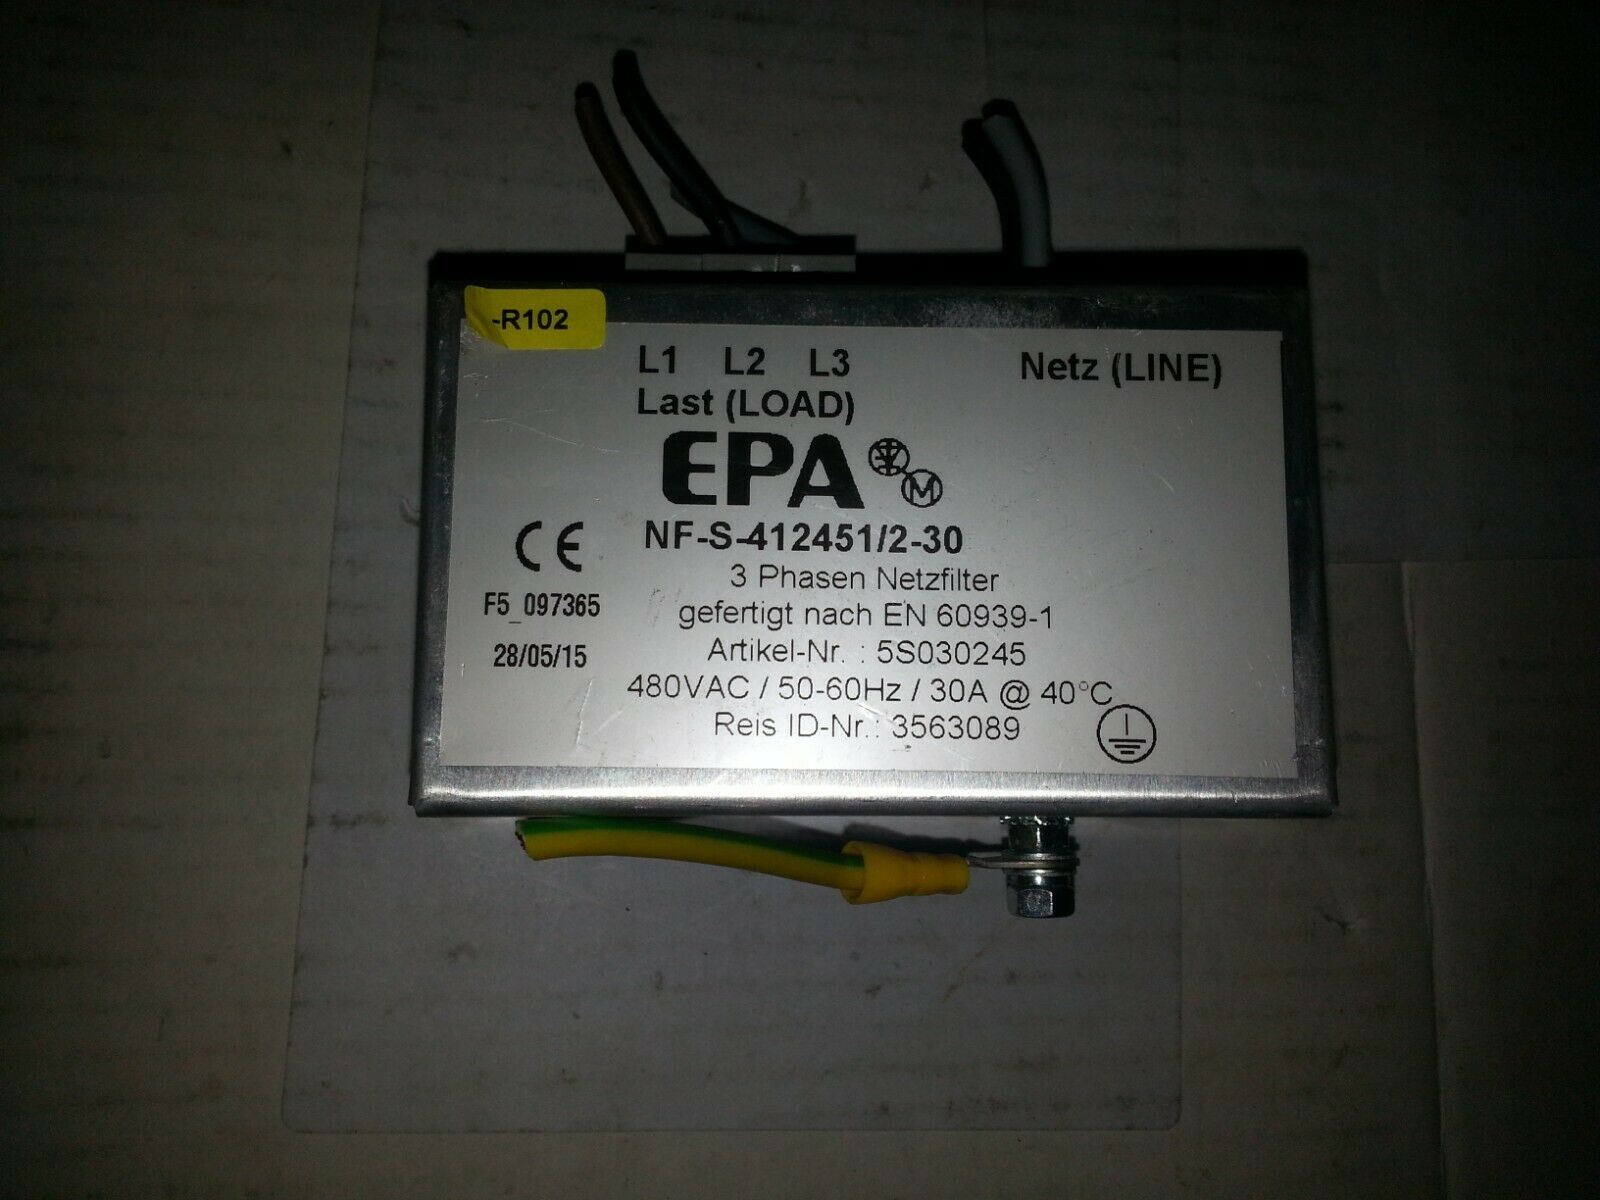 -R102
L1 L2 L3
Netz (LINE)
Last (LOAD)
EPA
M
NF-S-412451/2-30
CE
3 Phasen Netzfilter
F5_097365
gefertigt nach EN 60939-1
28/05/15
Artikel-Nr. : 5S030245
480VAC / 50-60Hz / 30A @ 40°C
Reis ID-Nr.: 3563089